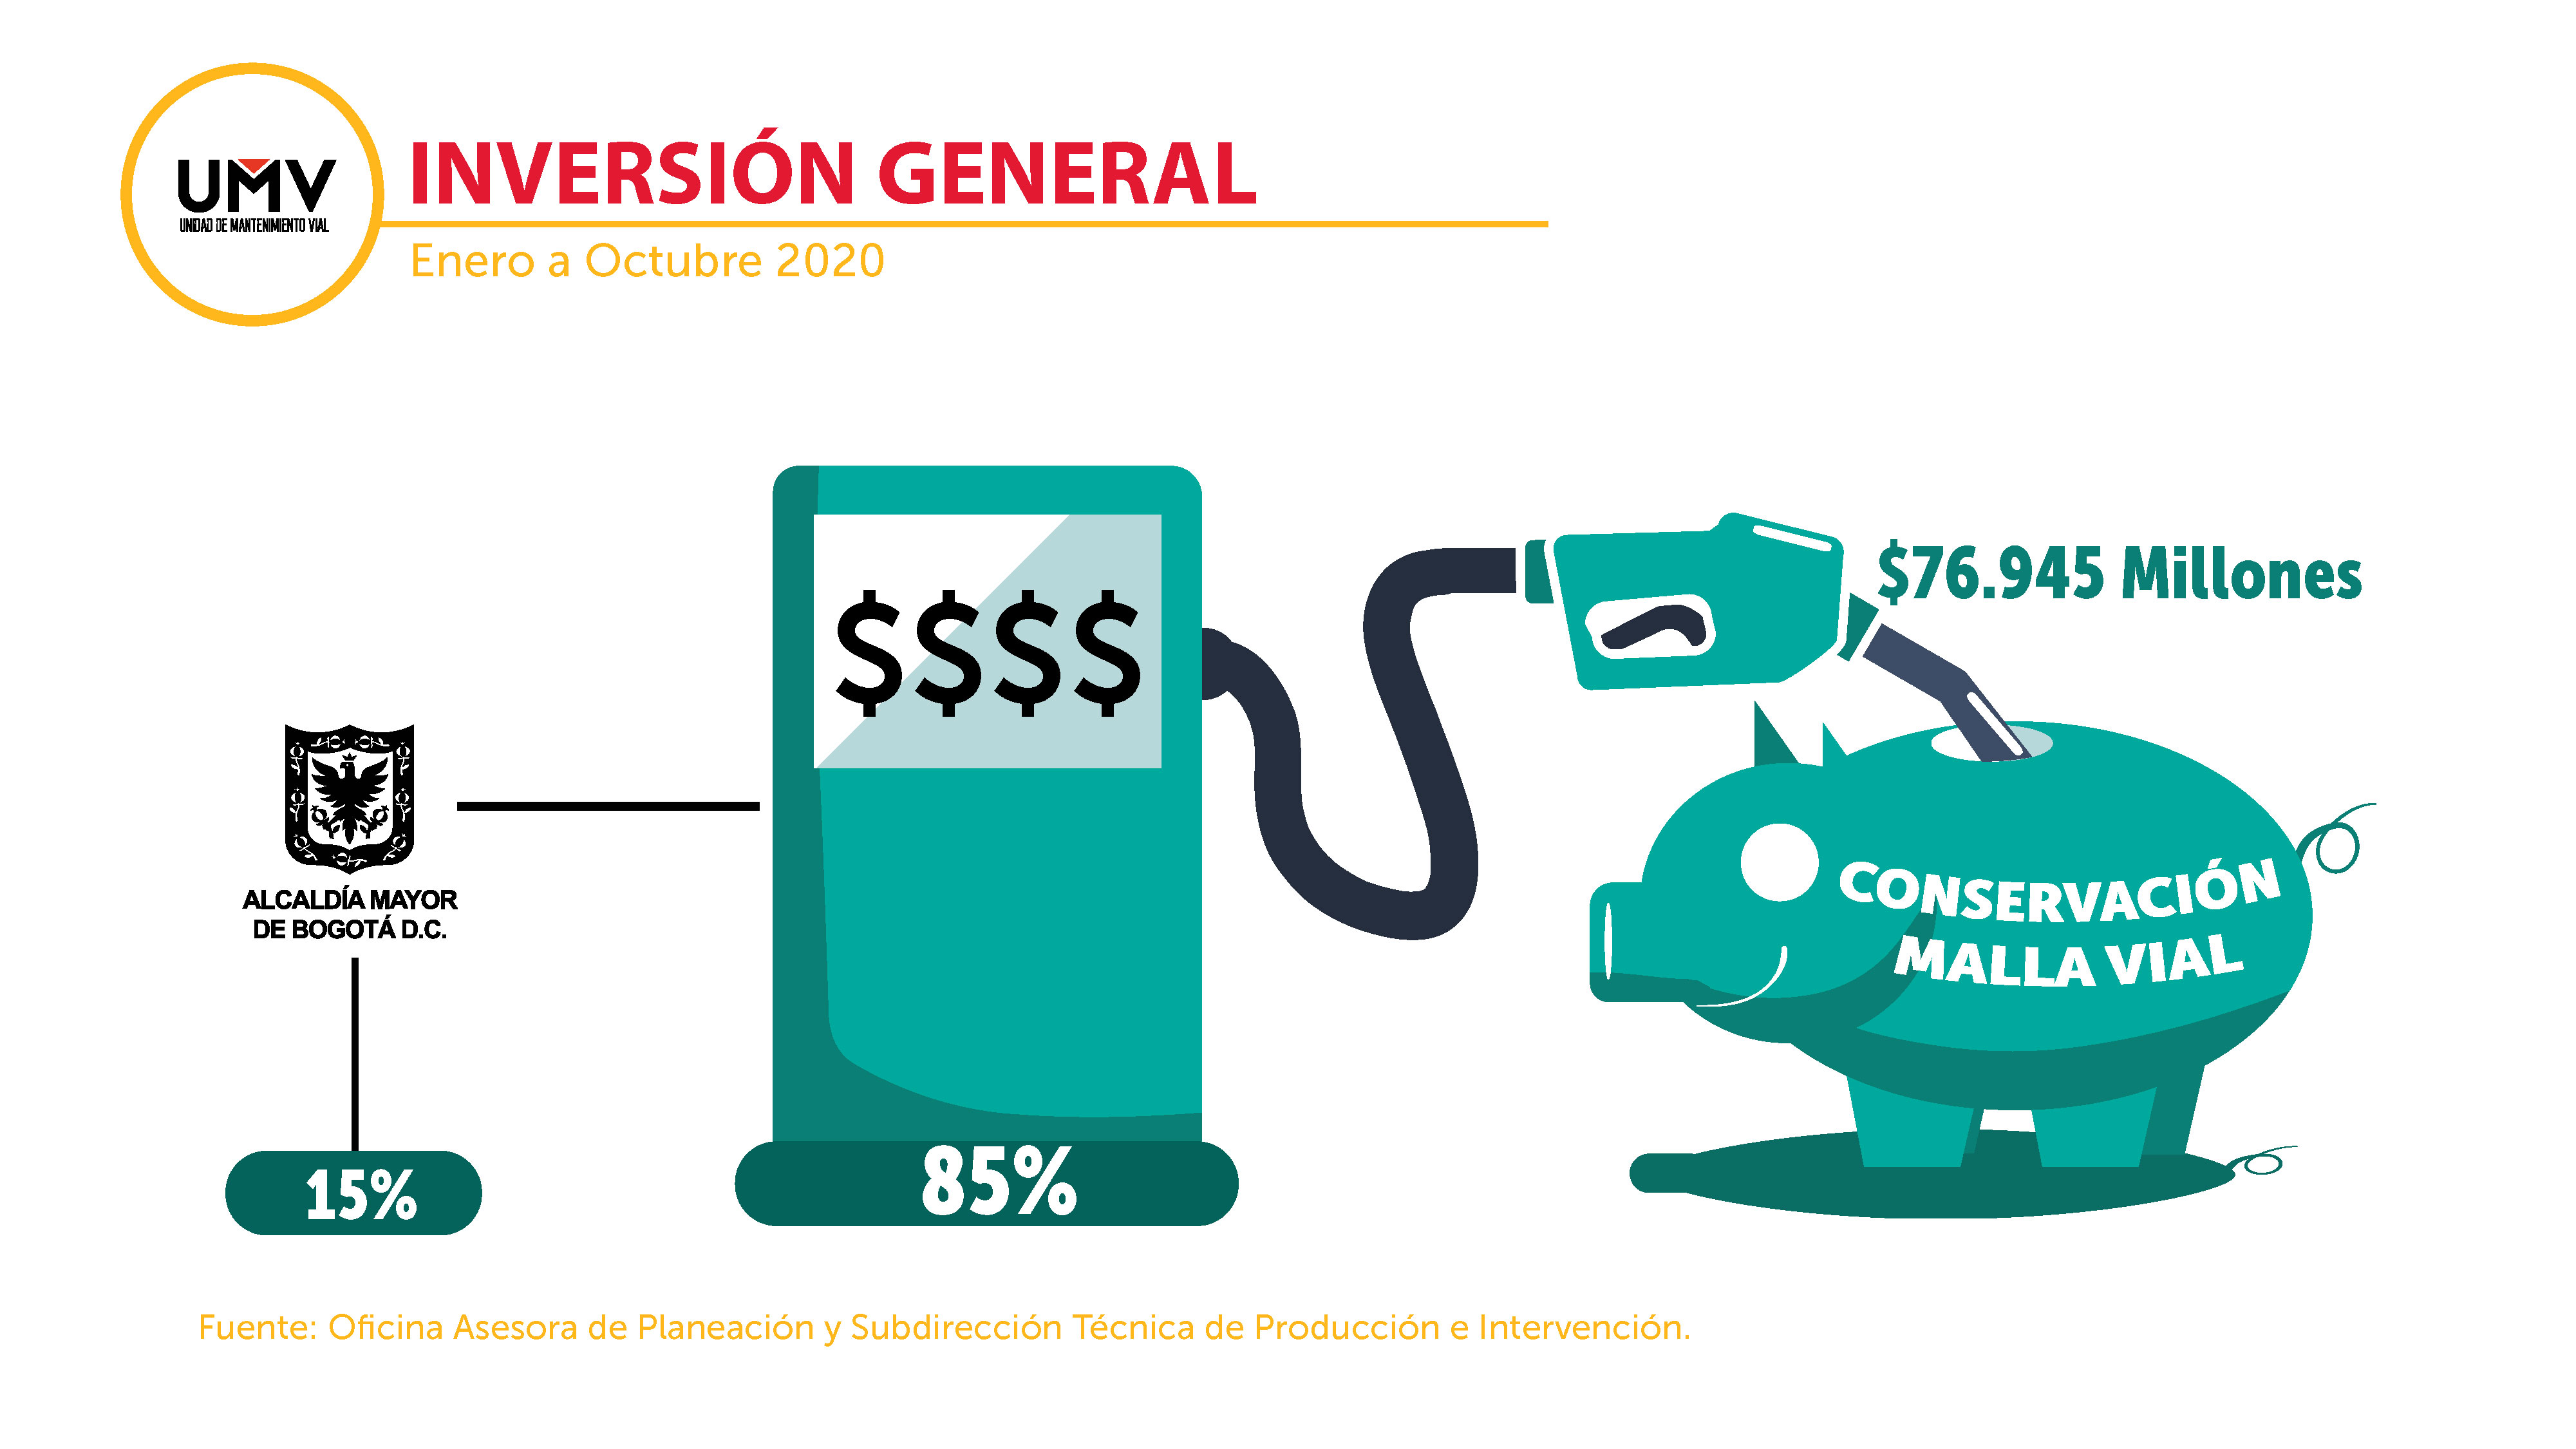 UMV
UNIDAD DE MANTENIMIENTO VIAL
INVERSIÓN GENERAL
Enero a Octubre 2020
$$$$
$76.945 Millones
ALCALDÍA MAYOR
DE BOGOTÁ D.C.
CONSERVACIÓN
MALLA VIAL
15%
85%
Fuente: Oficina Asesora de Planeación y Subdirección Técnica de Producción e Intervención.